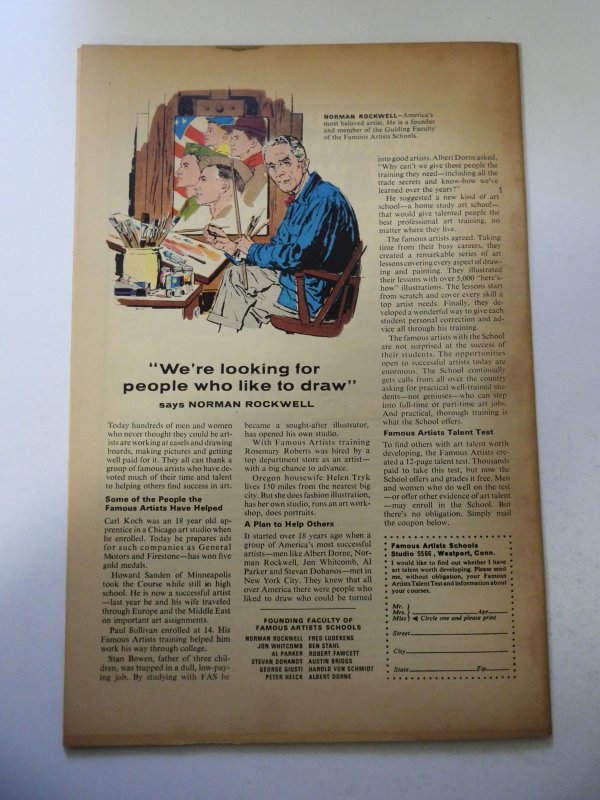 NORMAN ROCKWELL—America's
most beloved artist. He is a founder
and member of the Guiding Faculty
of the Famous Artists Schools.
"We're looking for
people who like to draw"
says NORMAN ROCKWELL
Today hundreds of men and women
who never thought they could be art-
ists are working at easels and drawing
boards, making pictures and getting
well paid for it. They all can thank a
group of famous artists who have de-
voted much of their time and talent
to helping others find success in art.
Some of the People the
Famous Artists Have Helped
Carl Koch was an 18 year old ap-
prentice in a Chicago art studio when
he enrolled. Today he prepares ads
for such companies as General
Motors and Firestone—has won five
gold medals.
Howard Sanden of Minneapolis
took the Course while still in high
school. He is now a successful artist
—last year he and his wife traveled
through Europe and the Middle East
on important art assignments.
Paul Sullivan enrolled at 14. His
Famous Artists training helped him
work his way through college.
Stan Bowen, father of three chil-
dren, was trapped in a dull, low-pay-
ing job. By studying with FAS he
became a sought-after illustrator,
has opened his own studio.
With Famous Artists training
Rosemary Roberts was hired by a
top department store as an artist—
with a big chance to advance.
Oregon housewife Helen Tryk
lives 150 miles from the nearest big
city. But she does fashion illustration,
has her own studio, runs an art work-
shop, does portraits.
A Plan to Help Others
It started over 18 years ago when a
group of America's most successful
artists—men like Albert Dorne, Nor-
man Rockwell, Jon Whitcomb, Al
Parker and Stevan Dohanos—met in
New York City. They knew that all
over America there were people who
liked to draw who could be turned
FOUNDING FACULTY OF
FAMOUS ARTISTS SCHOOLS
NORMAN ROCKWELL FRED LUDEKENS
JON WHITCOMB BEN STAHL
AL PARKER ROBERT FAWCETT
STEVAN DOHANOS AUSTIN BRIGGS
GEORGE GIUSTI HAROLD VON SCHMIDT
PETER HELCK ALBERT DORNE
into good artists. Albert Dorne asked,
"Why can't we give these people the
training they need—including all the
trade secrets and know-how we've
learned over the years?"
He suggested a new kind of art
school—a home study art school—
that would give talented people the
best professional art training, no
matter where they live.
The famous artists agreed. Taking
time from their busy careers, they
created a remarkable series of art
lessons covering every aspect of draw-
ing and painting. They illustrated
their lessons with over 5,000 "here's-
how" illustrations. The lessons start
from scratch and cover every skill a
top artist needs. Finally, they de-
veloped a wonderful way to give each
student personal correction and ad-
vice all through his training.
The famous artists with the School
are not surprised at the success of
their students. The opportunities
open to successful artists today are
enormous. The School continually
gets calls from all over the country
asking for practical well-trained stu-
dents—not geniuses—who can step
into full-time or part-time art jobs.
And practical, thorough training is
what the School offers.
Famous Artists Talent Test
To find others with art talent worth
developing, the Famous Artists cre-
ated a 12-page talent test. Thousands
paid to take this test, but now the
School offers and grades it free. Men
and women who do well on the test
—or offer other evidence of art talent
—may enroll in the School. But
there's no obligation. Simply mail
the coupon below.
Famous Artists Schools
Studio 5566, Westport, Conn.
I would like to find out whether I have
art talent worth developing. Please send
me, without obligation, your Famous
Artists Talent Test and information about
your courses.
Mr.
Mrs. Age
Miss Circle one and please print
Street
City
State Zip